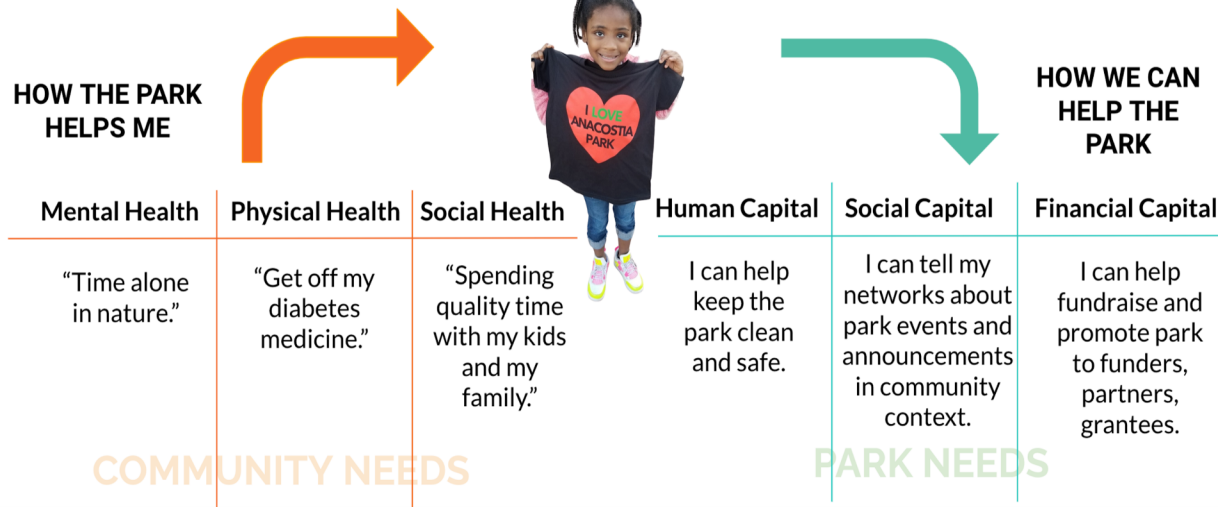 HOW THE PARK
HELPS ME
I LOVE
ANACOSTIA
PARK
HOW WE CAN
HELP THE
PARK
Mental Health
Physical Health
Social Health
Human Capital
Social Capital
Financial Capital
“Time alone
in nature.”
“Get off my
diabetes
medicine.”
“Spending
quality time
with my kids
and my
family.”
I can help
keep the
park clean
and safe.
I can tell my
networks about
park events and
announcements
in community
context.
I can help
fundraise and
promote park
to funders,
partners,
grantees.
COMMUNITY NEEDS
PARK NEEDS